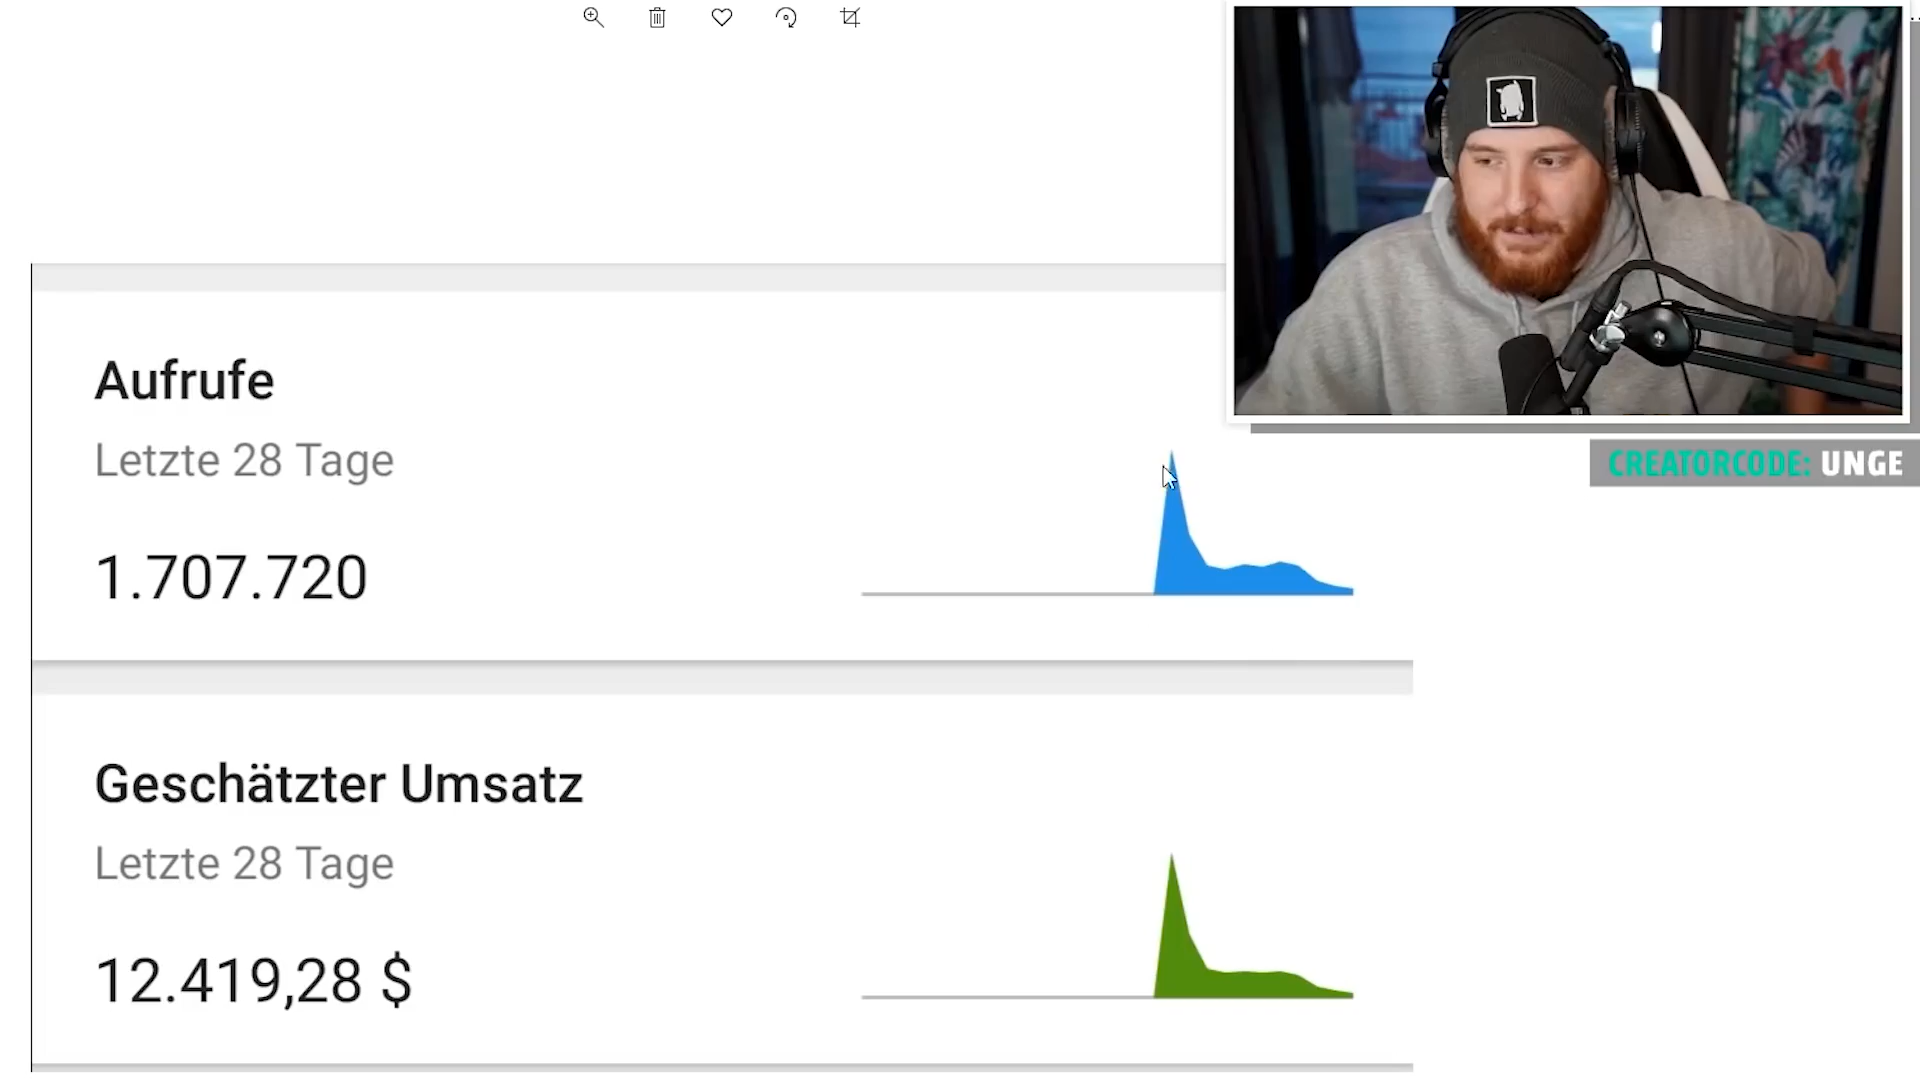 Aufrufe
Letzte 28 Tage
1.707.720
CREATORCODE: UNGE
Geschätzter Umsatz
Letzte 28 Tage
12.419,28 $